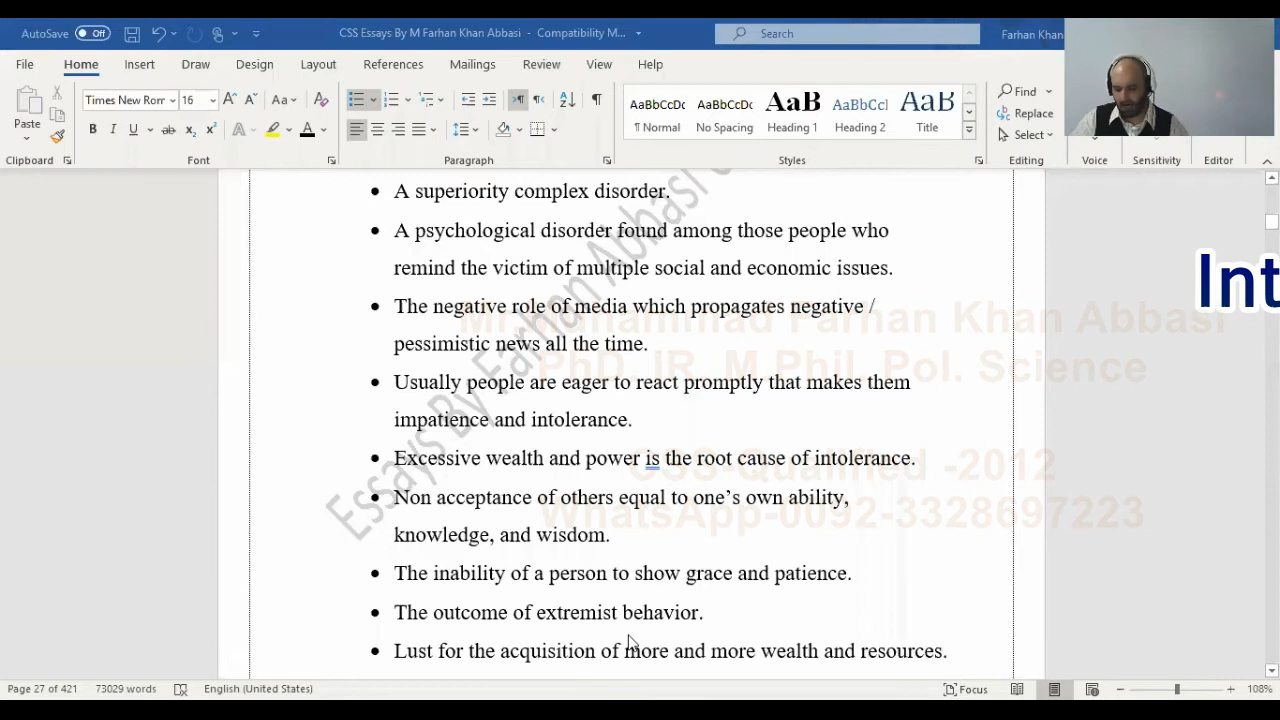 AutoSave Off CSS Essays By M Farhan Khan Abbasi - Compatibility M... Search Farhan Khan
File Home Insert Draw Design Layout References Mailings Review View Help
Paste Times New Rorr 16 Aa AaBbCcDc AaBbCcDc AaB AaBbCcl AaB Find
B I U ab x₂ x² A A ¶ Normal No Spacing Heading 1 Heading 2 Title Replace
Select
Clipboard Font Paragraph Styles Editing Voice Sensitivity Editor
• A superiority complex disorder.
• A psychological disorder found among those people who
remind the victim of multiple social and economic issues.
Int
• The negative role of media which propagates negative /
pessimistic news all the time.
• Usually people are eager to react promptly that makes them
impatience and intolerance.
• Excessive wealth and power is the root cause of intolerance.
• Non acceptance of others equal to one's own ability,
knowledge, and wisdom.
• The inability of a person to show grace and patience.
• The outcome of extremist behavior.
• Lust for the acquisition of more and more wealth and resources.
Essays By Farhan Abbasi
Muhammad Farhan Khan Abbasi
PhD. IR, M.Phil. Pol. Science
CSS-Qualified -2012
WhatsApp-0092-3328697223
Page 27 of 421 73029 words English (United States) Focus 108%